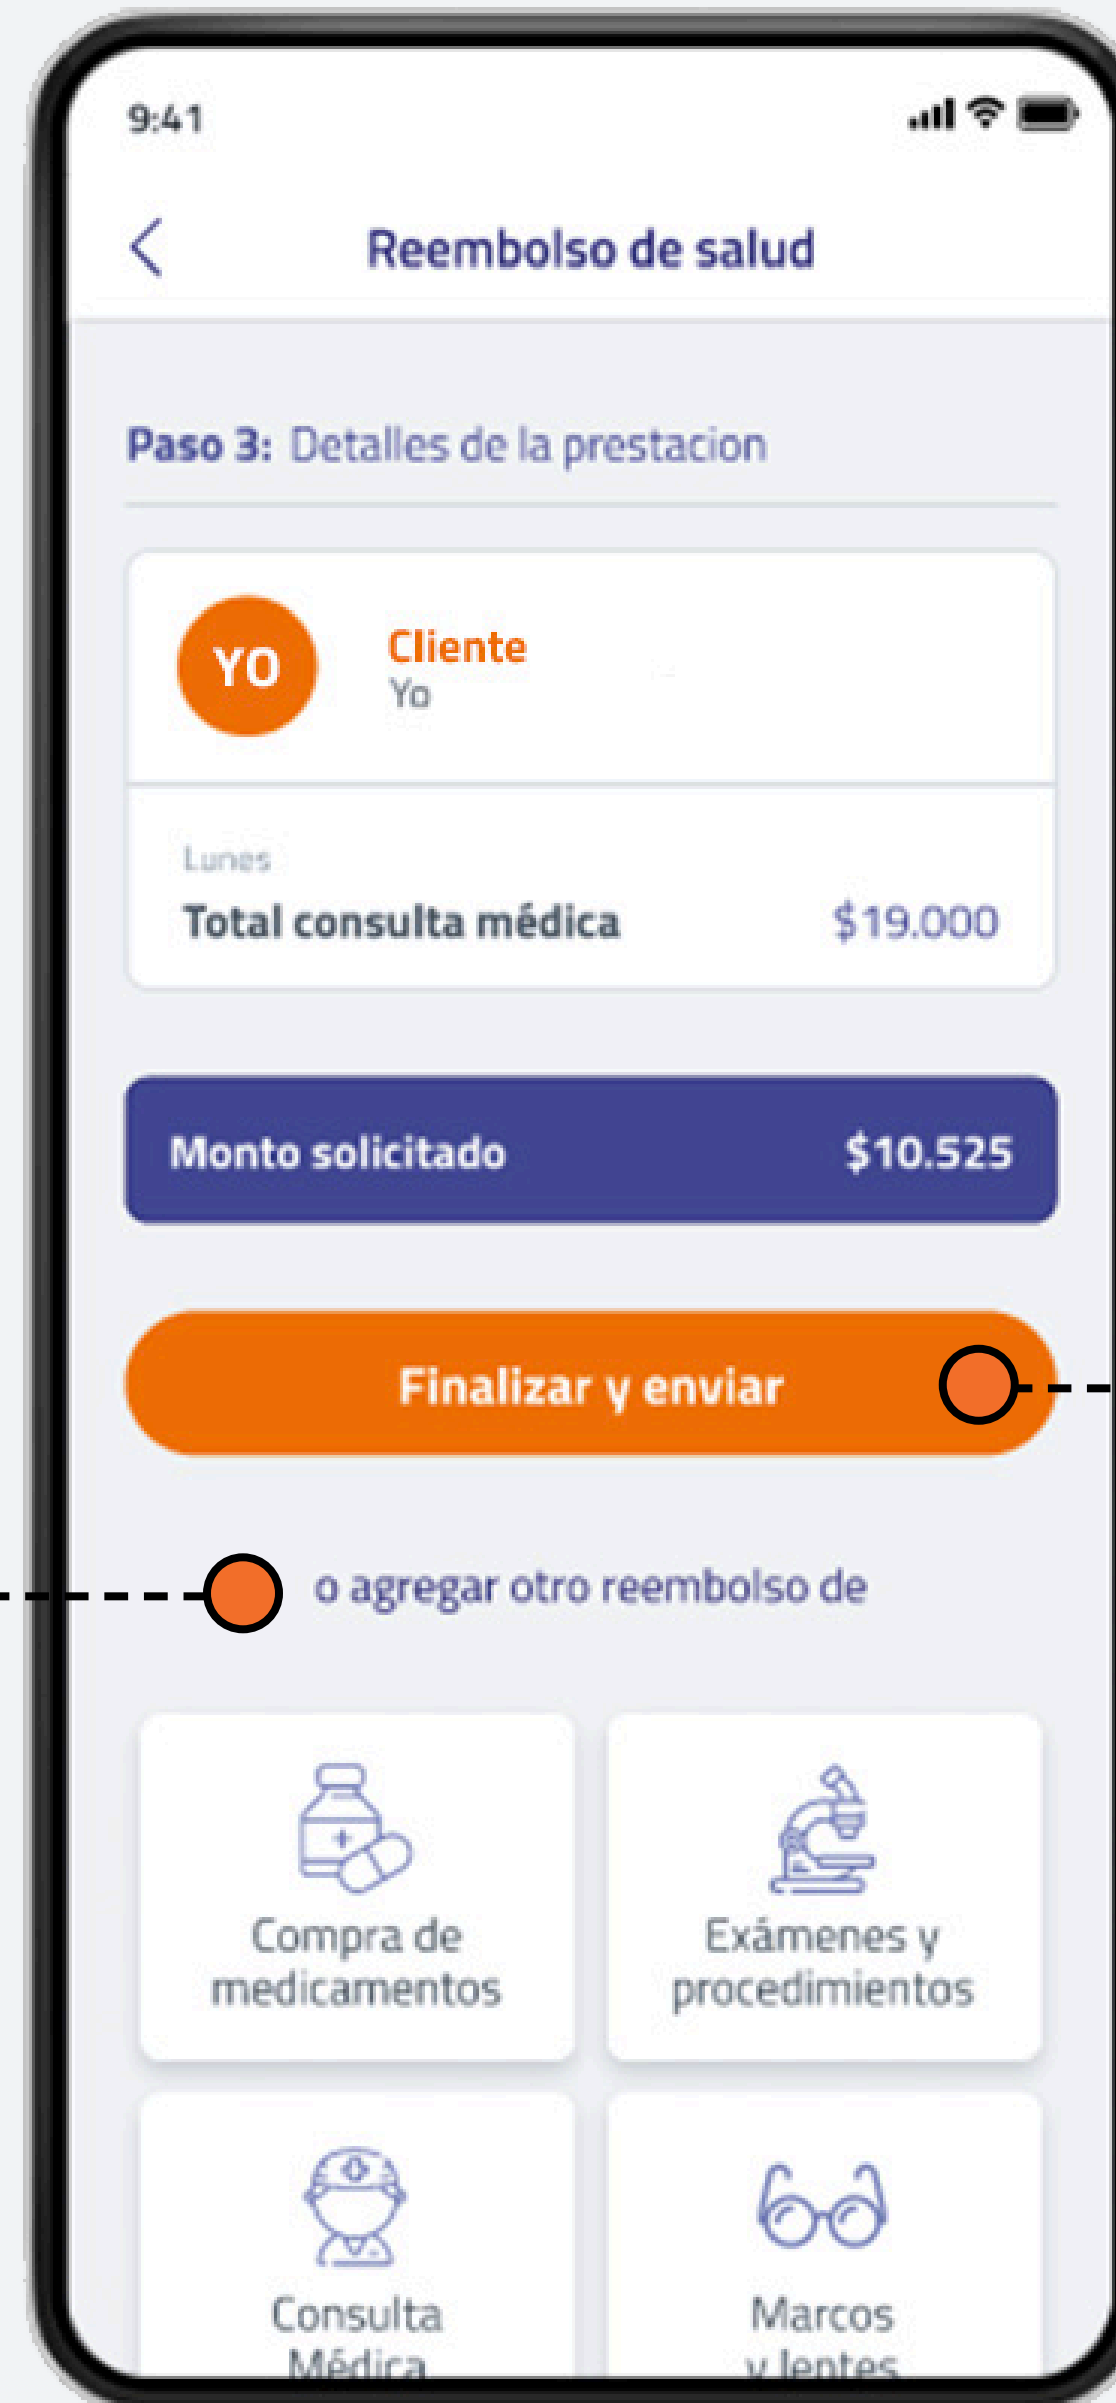 9:41
Reembolso de salud
Paso 3: Detalles de la prestacion
YO
Cliente
Yo
Lunes
Total consulta médica $19.000
Monto solicitado $10.525
Finalizar y enviar
o agregar otro reembolso de
Compra de
medicamentos
Exámenes y
procedimientos
Consulta
Médica
Marcos
y lentes